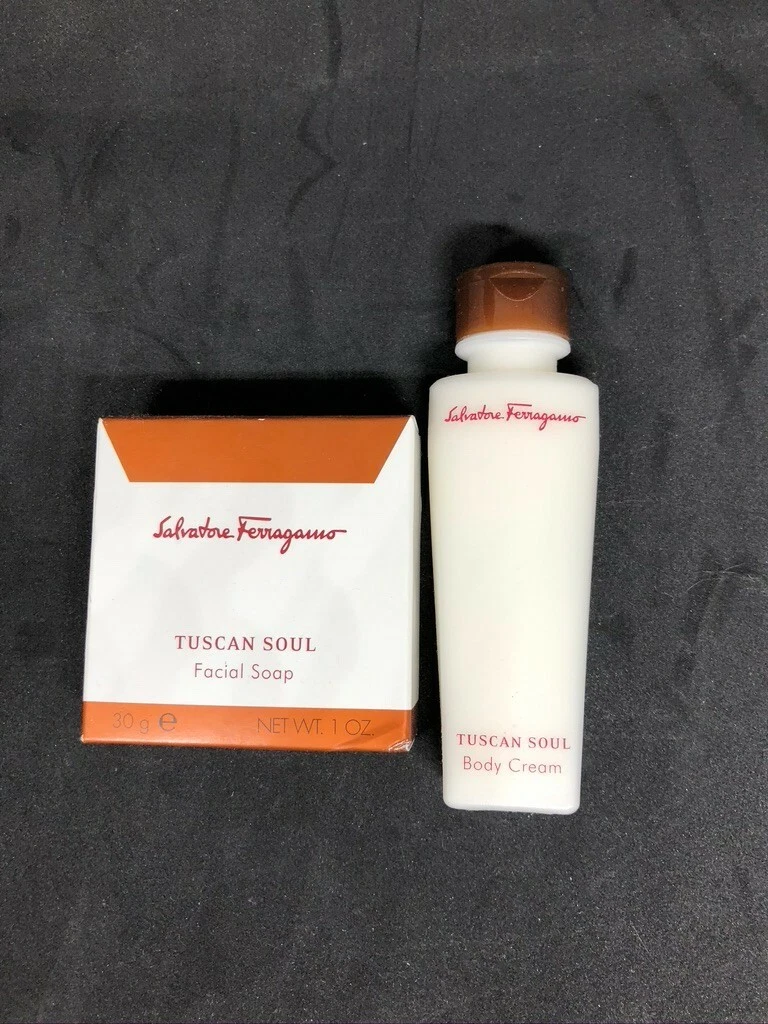 Salvatore Ferragamo
TUSCAN SOUL
Facial Soap
30 g ℮ NET WT. 1 OZ.
Salvatore Ferragamo
TUSCAN SOUL
Body Cream